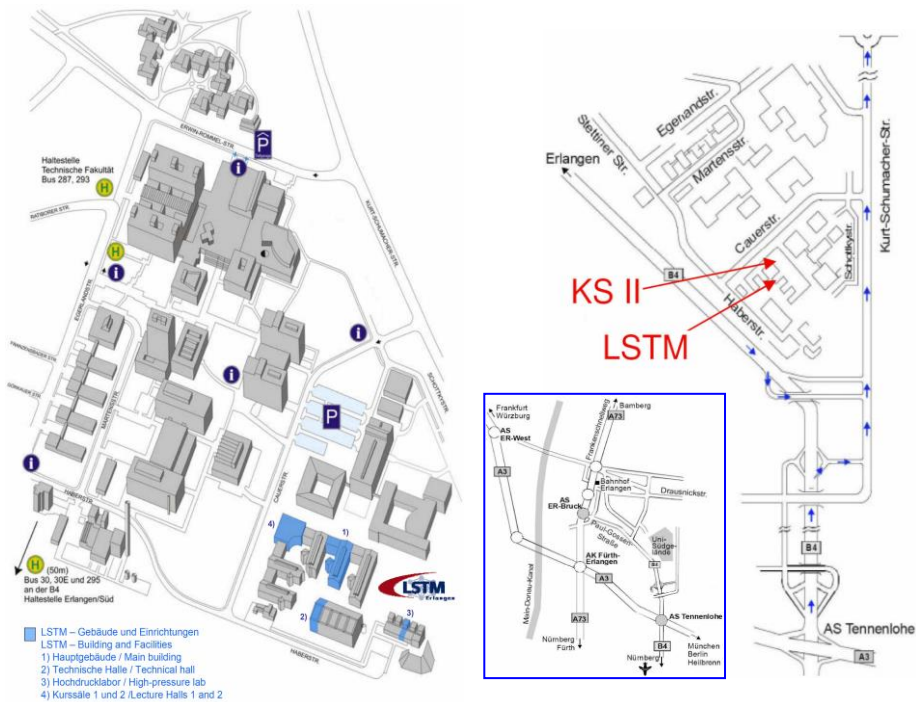 ERWIN-ROMMEL-STR.
P
i
Haltestelle
Technische Fakultät
Bus 287, 293
H
RATIBORER STR.
KURT-SCHUMACHER-STR.
H
i
EGERLANDSTR.
i
i
SCHOTTKYSTR.
MARTENSSTR.
P
i
CAUERSTR.
HABERSTR.
4)
1)
H
(50m)
Bus 30, 30E und 295
an der B4
Haltestelle Erlangen/Süd
LSTM
Erlangen
2)
3)
HABERSTR.
LSTM – Gebäude und Einrichtungen
LSTM – Building and Facilities
1) Hauptgebäude / Main building
2) Technische Halle / Technical hall
3) Hochdrucklabor / High-pressure lab
4) Kurssäle 1 und 2 /Lecture Halls 1 and 2
Egerlandstr.
Stettiner Str.
Martensstr.
Erlangen
Kurt-Schumacher-Str.
Cauerstr.
Schottkystr.
B4
KS II
Haberstr.
LSTM
B4
AS Tennenlohe
A3
Frankfurt
Würzburg
Bamberg
A73
AS
ER-West
Frankenschnellweg
A3
Bahnhof
Erlangen
Drausnickstr.
AS
ER-Bruck
Paul-Gossen-
Straße
Uni-
Südge-
lände
B4
Main-Donau-Kanal
AK Fürth-
Erlangen
A3
A73
AS Tennenlohe
Nürnberg
Fürth
B4
München
Berlin
Heilbronn
Nürnberg